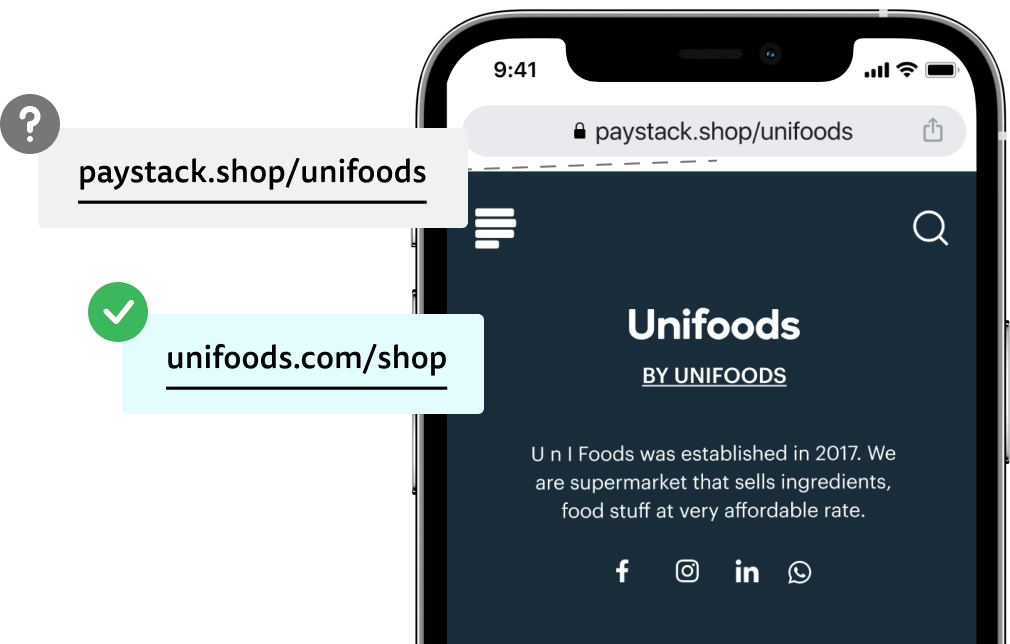 9:41
paystack.shop/unifoods
?
paystack.shop/unifoods
unifoods.com/shop
Unifoods
BY UNIFOODS
U n I Foods was established in 2017. We
are supermarket that sells ingredients,
food stuff at very affordable rate.